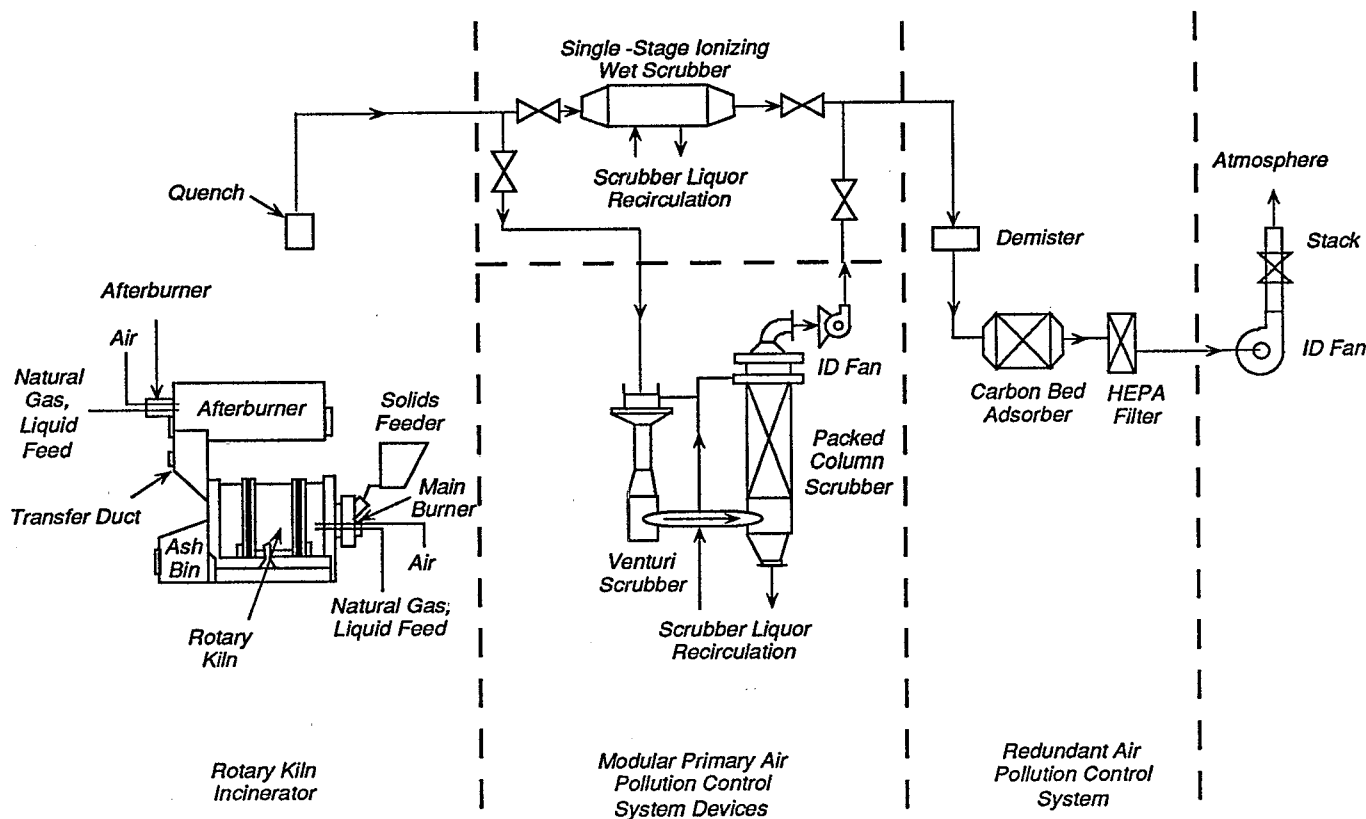 Single -Stage Ionizing
Wet Scrubber
Scrubber Liquor
Recirculation
Quench
Atmosphere
Stack
Demister
ID Fan
Carbon Bed
Adsorber
HEPA
Filter
Afterburner
Air
Natural
Gas,
Liquid
Feed
Afterburner
Solids
Feeder
Main
Burner
Transfer Duct
Ash
Bin
Air
Natural Gas,
Liquid Feed
Rotary
Kiln
ID Fan
Packed
Column
Scrubber
Venturi
Scrubber
Scrubber Liquor
Recirculation
Rotary Kiln
Incinerator
Modular Primary Air
Pollution Control
System Devices
Redundant Air
Pollution Control
System